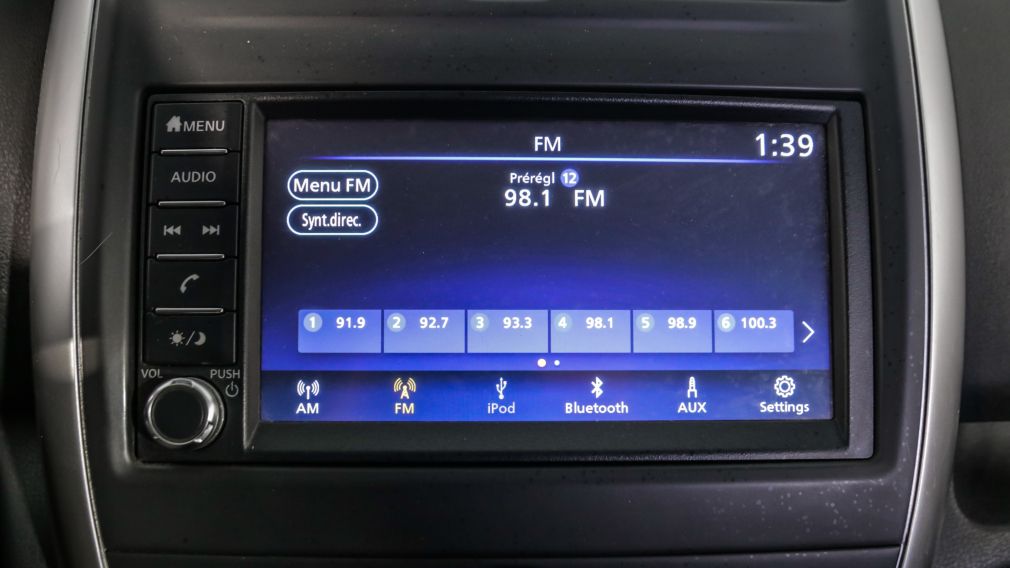 MENU
AUDIO
VOL PUSH
FM 1:39
Menu FM
Synt.direc.
Prérégl 12
98.1 FM
1 91.9 2 92.7 3 93.3 4 98.1 5 98.9 6 100.3
AM FM iPod Bluetooth AUX Settings